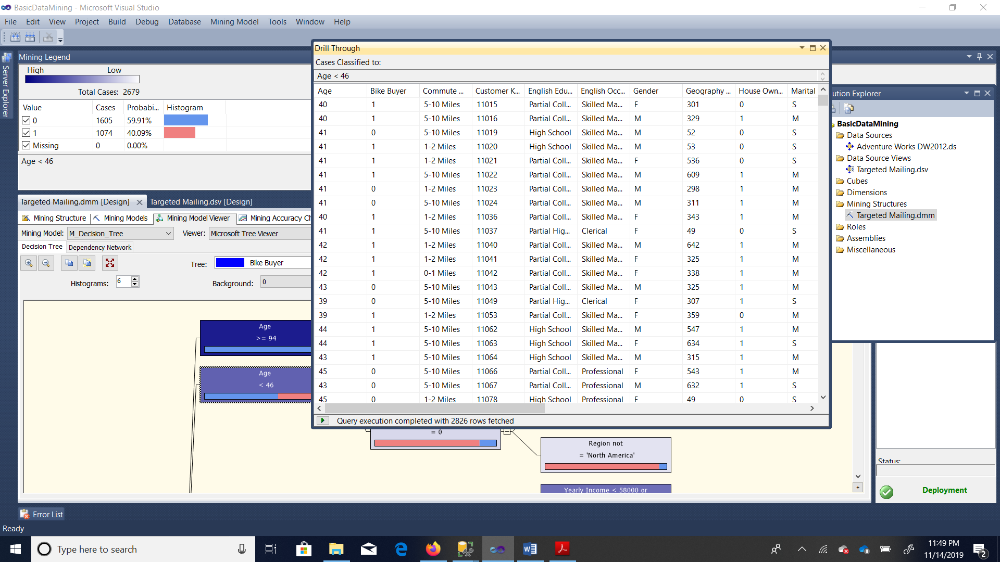 BasicDataMining - Microsoft Visual Studio
File Edit View Project Build Debug Database Mining Model Tools Window Help
Server Explorer
Mining Legend
High Low
Total Cases: 2679
Value Cases Probabi... Histogram
0 1605 59.91%
1 1074 40.09%
Missing 0 0.00%
Age < 46
Targeted Mailing.dmm [Design] Targeted Mailing.dsv [Design]
Mining Structure Mining Models Mining Model Viewer Mining Accuracy Ch
Mining Model: M_Decision_Tree Viewer: Microsoft Tree Viewer
Decision Tree Dependency Network
Tree: Bike Buyer
Histograms: 6 Background: 0
Age
>= 94
Age
< 46
= 0
Region not
= 'North America'
Yearly Income < 58000 or
Drill Through
Cases Classified to:
Age < 46
Age Bike Buyer Commute ... Customer K... English Edu... English Occ... Gender Geography ... House Own... Marital
40 1 5-10 Miles 11015 Partial Coll... Skilled Ma... F 301 0 S
40 1 5-10 Miles 11016 Partial Coll... Skilled Ma... M 329 1 M
41 0 5-10 Miles 11019 High School Skilled Ma... M 52 0 S
41 1 1-2 Miles 11020 High School Skilled Ma... M 53 0 S
41 1 1-2 Miles 11021 Partial Coll... Skilled Ma... F 536 0 S
41 1 5-10 Miles 11022 Partial Coll... Skilled Ma... M 609 1 M
41 0 1-2 Miles 11023 Partial Coll... Skilled Ma... M 298 1 M
41 0 5-10 Miles 11024 Partial Coll... Skilled Ma... M 311 1 M
40 1 1-2 Miles 11036 Partial Coll... Skilled Ma... F 343 1 M
41 1 5-10 Miles 11037 Partial Hig... Clerical F 49 0 S
42 1 1-2 Miles 11040 Partial Coll... Skilled Ma... M 642 1 M
42 1 1-2 Miles 11041 Partial Coll... Skilled Ma... F 325 1 M
42 1 0-1 Miles 11042 Partial Coll... Skilled Ma... F 338 1 M
43 0 5-10 Miles 11043 Partial Coll... Skilled Ma... M 325 1 M
39 0 5-10 Miles 11049 Partial Hig... Clerical F 307 1 S
39 1 1-2 Miles 11053 Partial Coll... Skilled Ma... F 359 0 M
44 1 5-10 Miles 11062 High School Skilled Ma... M 547 1 M
44 1 5-10 Miles 11063 High School Skilled Ma... F 634 1 S
43 1 5-10 Miles 11064 High School Skilled Ma... M 315 1 M
45 0 5-10 Miles 11066 Partial Coll... Professional F 543 1 M
43 0 5-10 Miles 11067 Partial Coll... Professional M 632 1 S
45 0 1-2 Miles 11078 High School Professional F 49 0 S
Query execution completed with 2826 rows fetched
ution Explorer
BasicDataMining
Data Sources
Adventure Works DW2012.ds
Data Source Views
Targeted Mailing.dsv
Cubes
Dimensions
Mining Structures
Targeted Mailing.dmm
Roles
Assemblies
Miscellaneous
Status:
Deployment
Error List
Ready
Type here to search
11:49 PM
11/14/2019
2